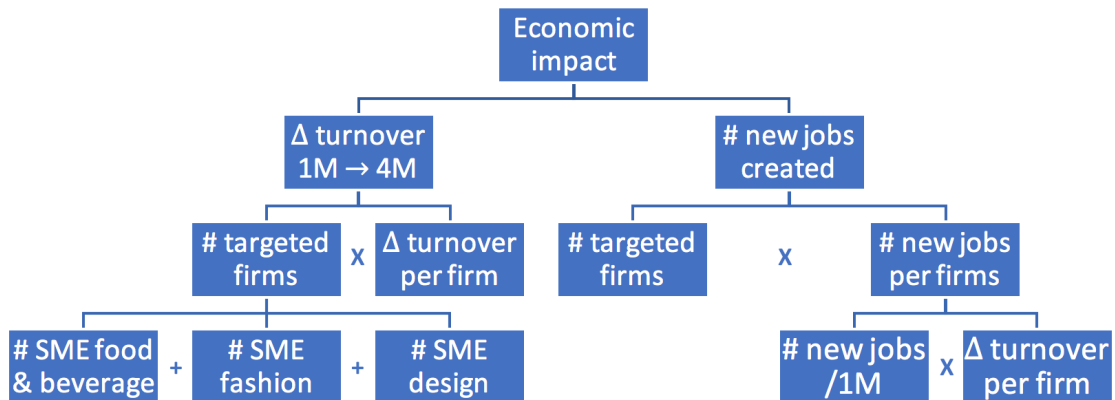 Economic
impact
Δ turnover
1M → 4M
# new jobs
created
# targeted
firms
X
Δ turnover
per firm
# targeted
firms
X
# new jobs
per firms
# SME food
& beverage
+
# SME
fashion
+
# SME
design
# new jobs
/1M
X
Δ turnover
per firm